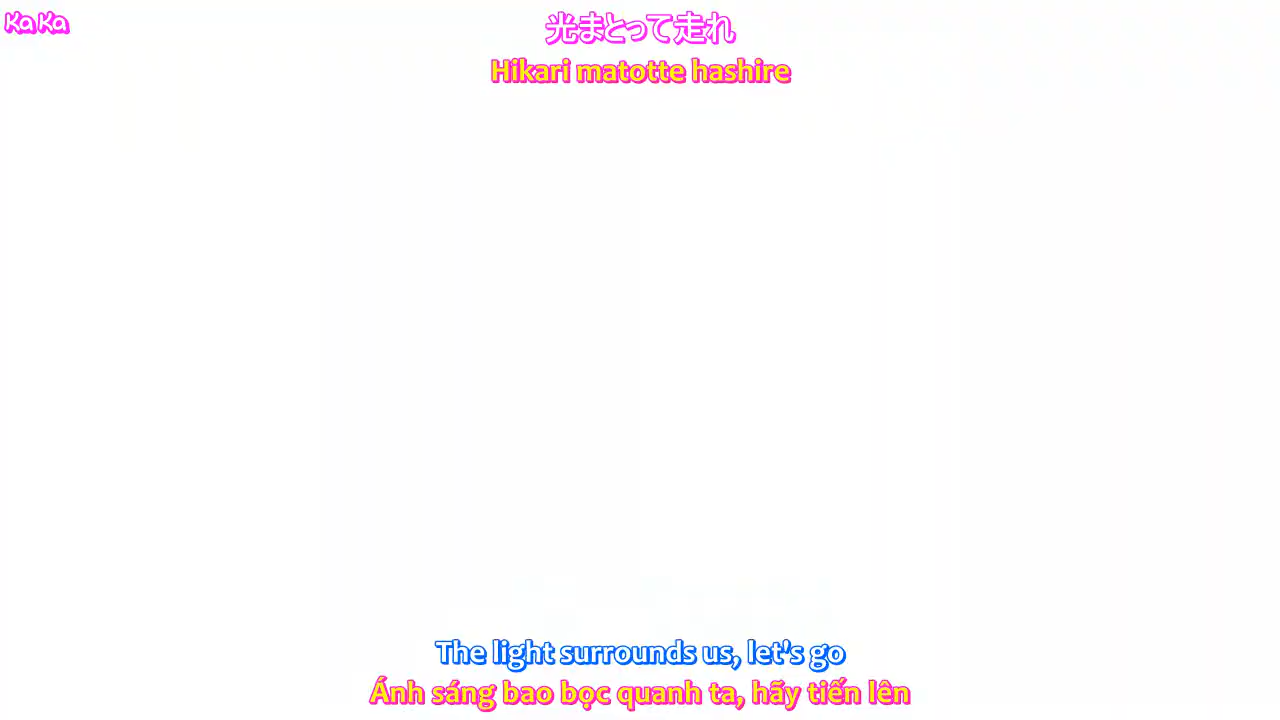 Ka Ka
光まとって走れ
Hikari matotte hashire
The light surrounds us, let's go
Ánh sáng bao bọc quanh ta, hãy tiến lên